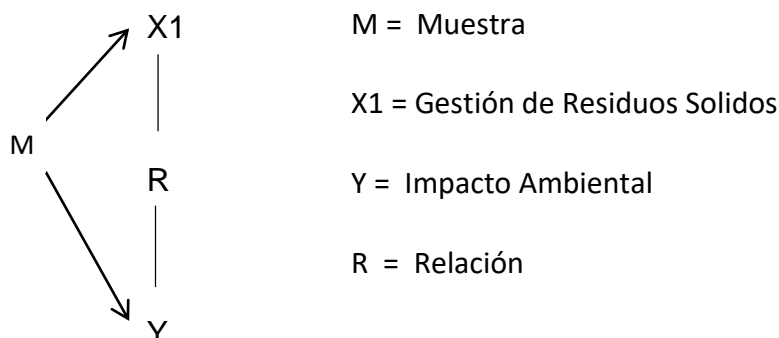 X1
M
R
Y
M = Muestra
X1 = Gestión de Residuos Solidos
Y = Impacto Ambiental
R = Relación